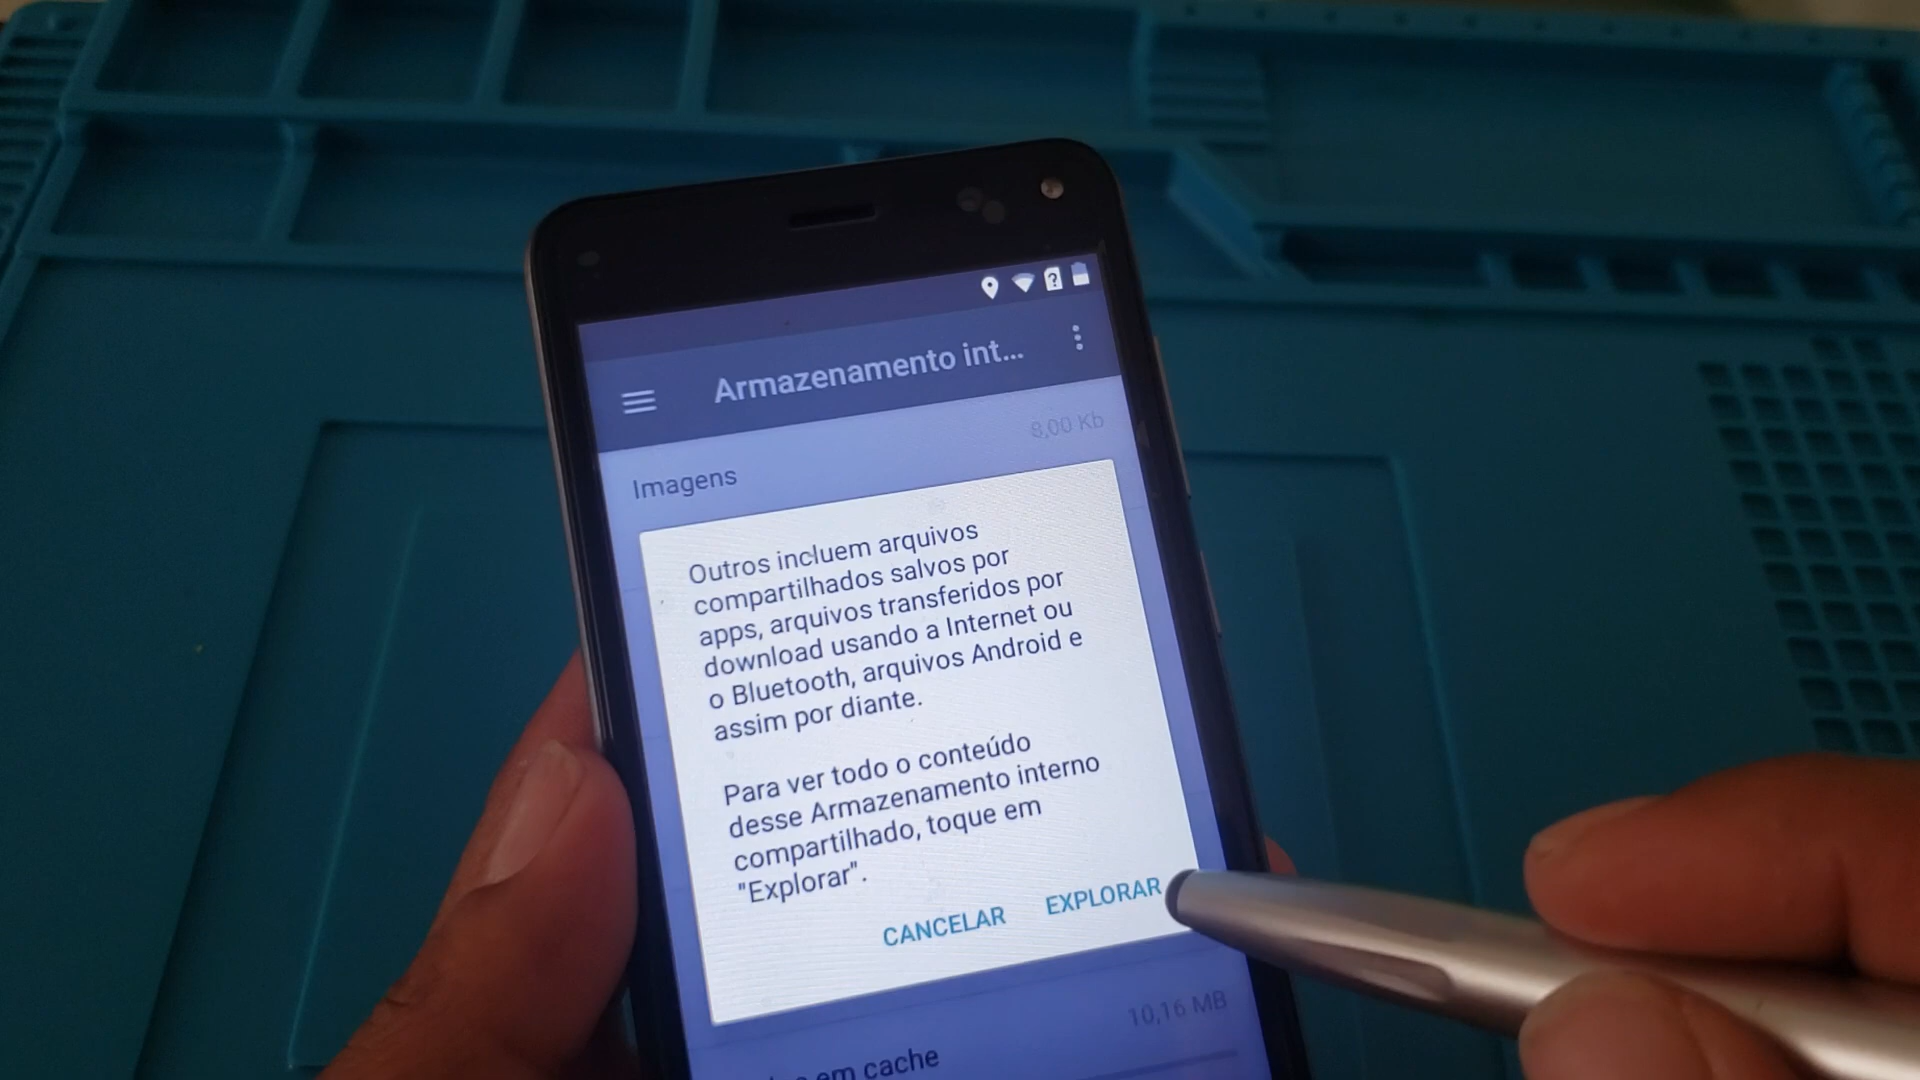 Armazenamento int...
8,00 Kb
Imagens
Outros incluem arquivos
compartilhados salvos por
apps, arquivos transferidos por
download usando a Internet ou
o Bluetooth, arquivos Android e
assim por diante.
Para ver todo o conteúdo
desse Armazenamento interno
compartilhado, toque em
"Explorar".
CANCELAR EXPLORAR
10,16 MB
em cache